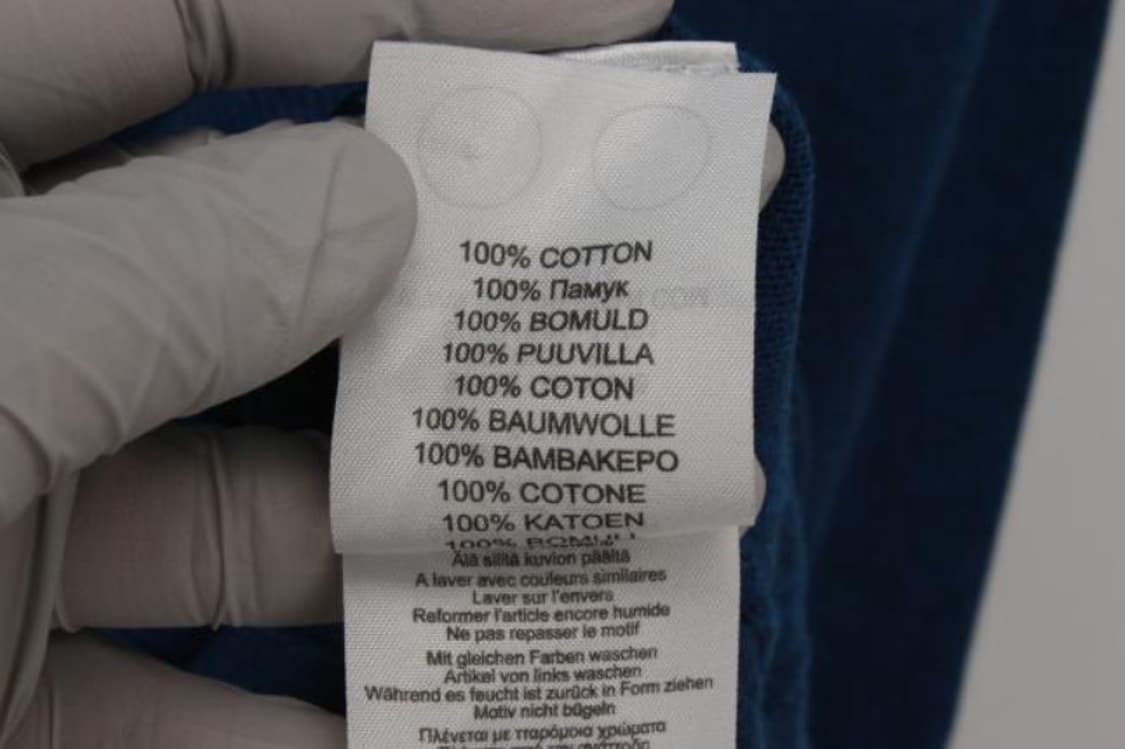 100% COTTON
100% Памук
100% BOMULD
100% PUUVILLA
100% COTON
100% BAUMWOLLE
100% ΒΑΜΒΑΚΕΡΟ
100% COTONE
100% KATOEN
100%
Älä silitä kuvion päältä
A laver avec couleurs similaires
Laver sur l'envers
Reformer l'article encore humide
Ne pas repasser le motif
Mit gleichen Farben waschen
Artikel von links waschen
Während es feucht ist zurück in Form ziehen
Motiv nicht bügeln
Πλένεται με παρόμοια χρώματα